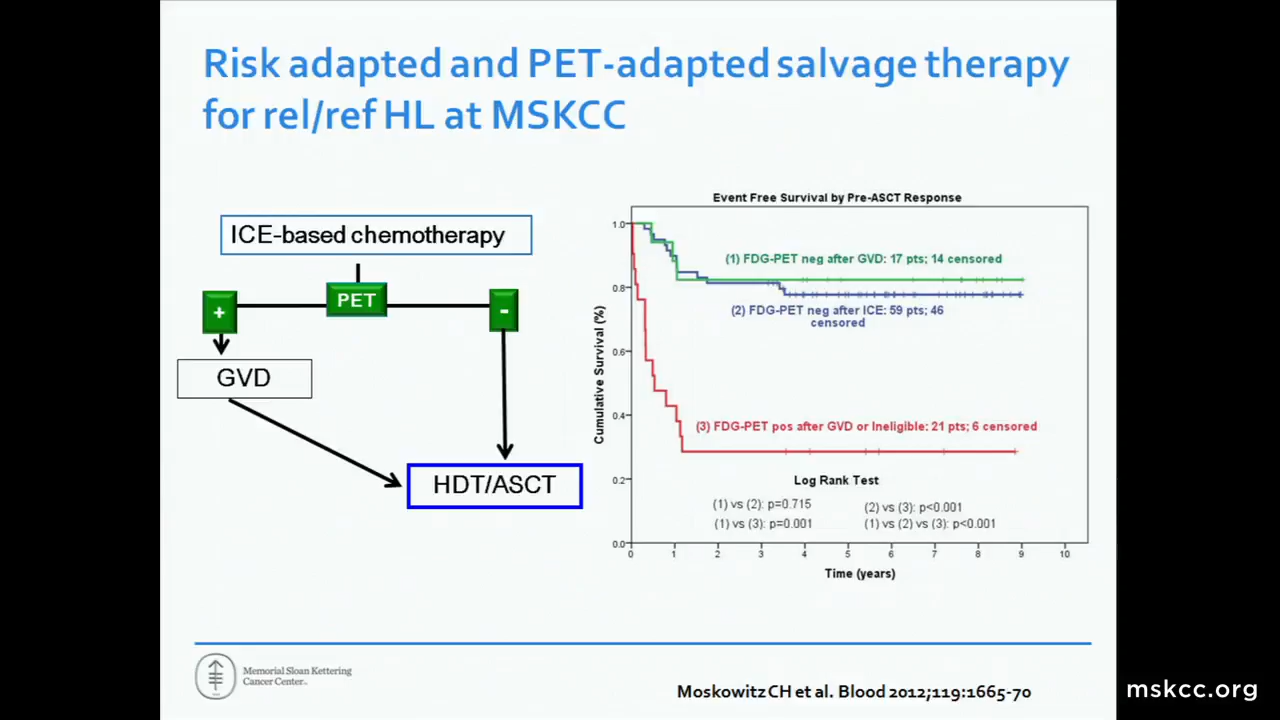 Risk adapted and PET-adapted salvage therapy
for rel/ref HL at MSKCC
ICE-based chemotherapy
PET
+
-
GVD
HDT/ASCT
Event Free Survival by Pre-ASCT Response
Cumulative Survival (%)
1.0
0.8
0.6
0.4
0.2
0.0
(1) FDG-PET neg after GVD: 17 pts; 14 censored
(2) FDG-PET neg after ICE: 59 pts; 46
censored
(3) FDG-PET pos after GVD or Ineligible: 21 pts; 6 censored
Log Rank Test
(1) vs (2): p=0.715
(2) vs (3): p<0.001
(1) vs (3): p=0.001
(1) vs (2) vs (3): p<0.001
0 1 2 3 4 5 6 7 8 9 10
Time (years)
Memorial Sloan Kettering
Cancer Center
Moskowitz CH et al. Blood 2012;119:1665-70
mskcc.org